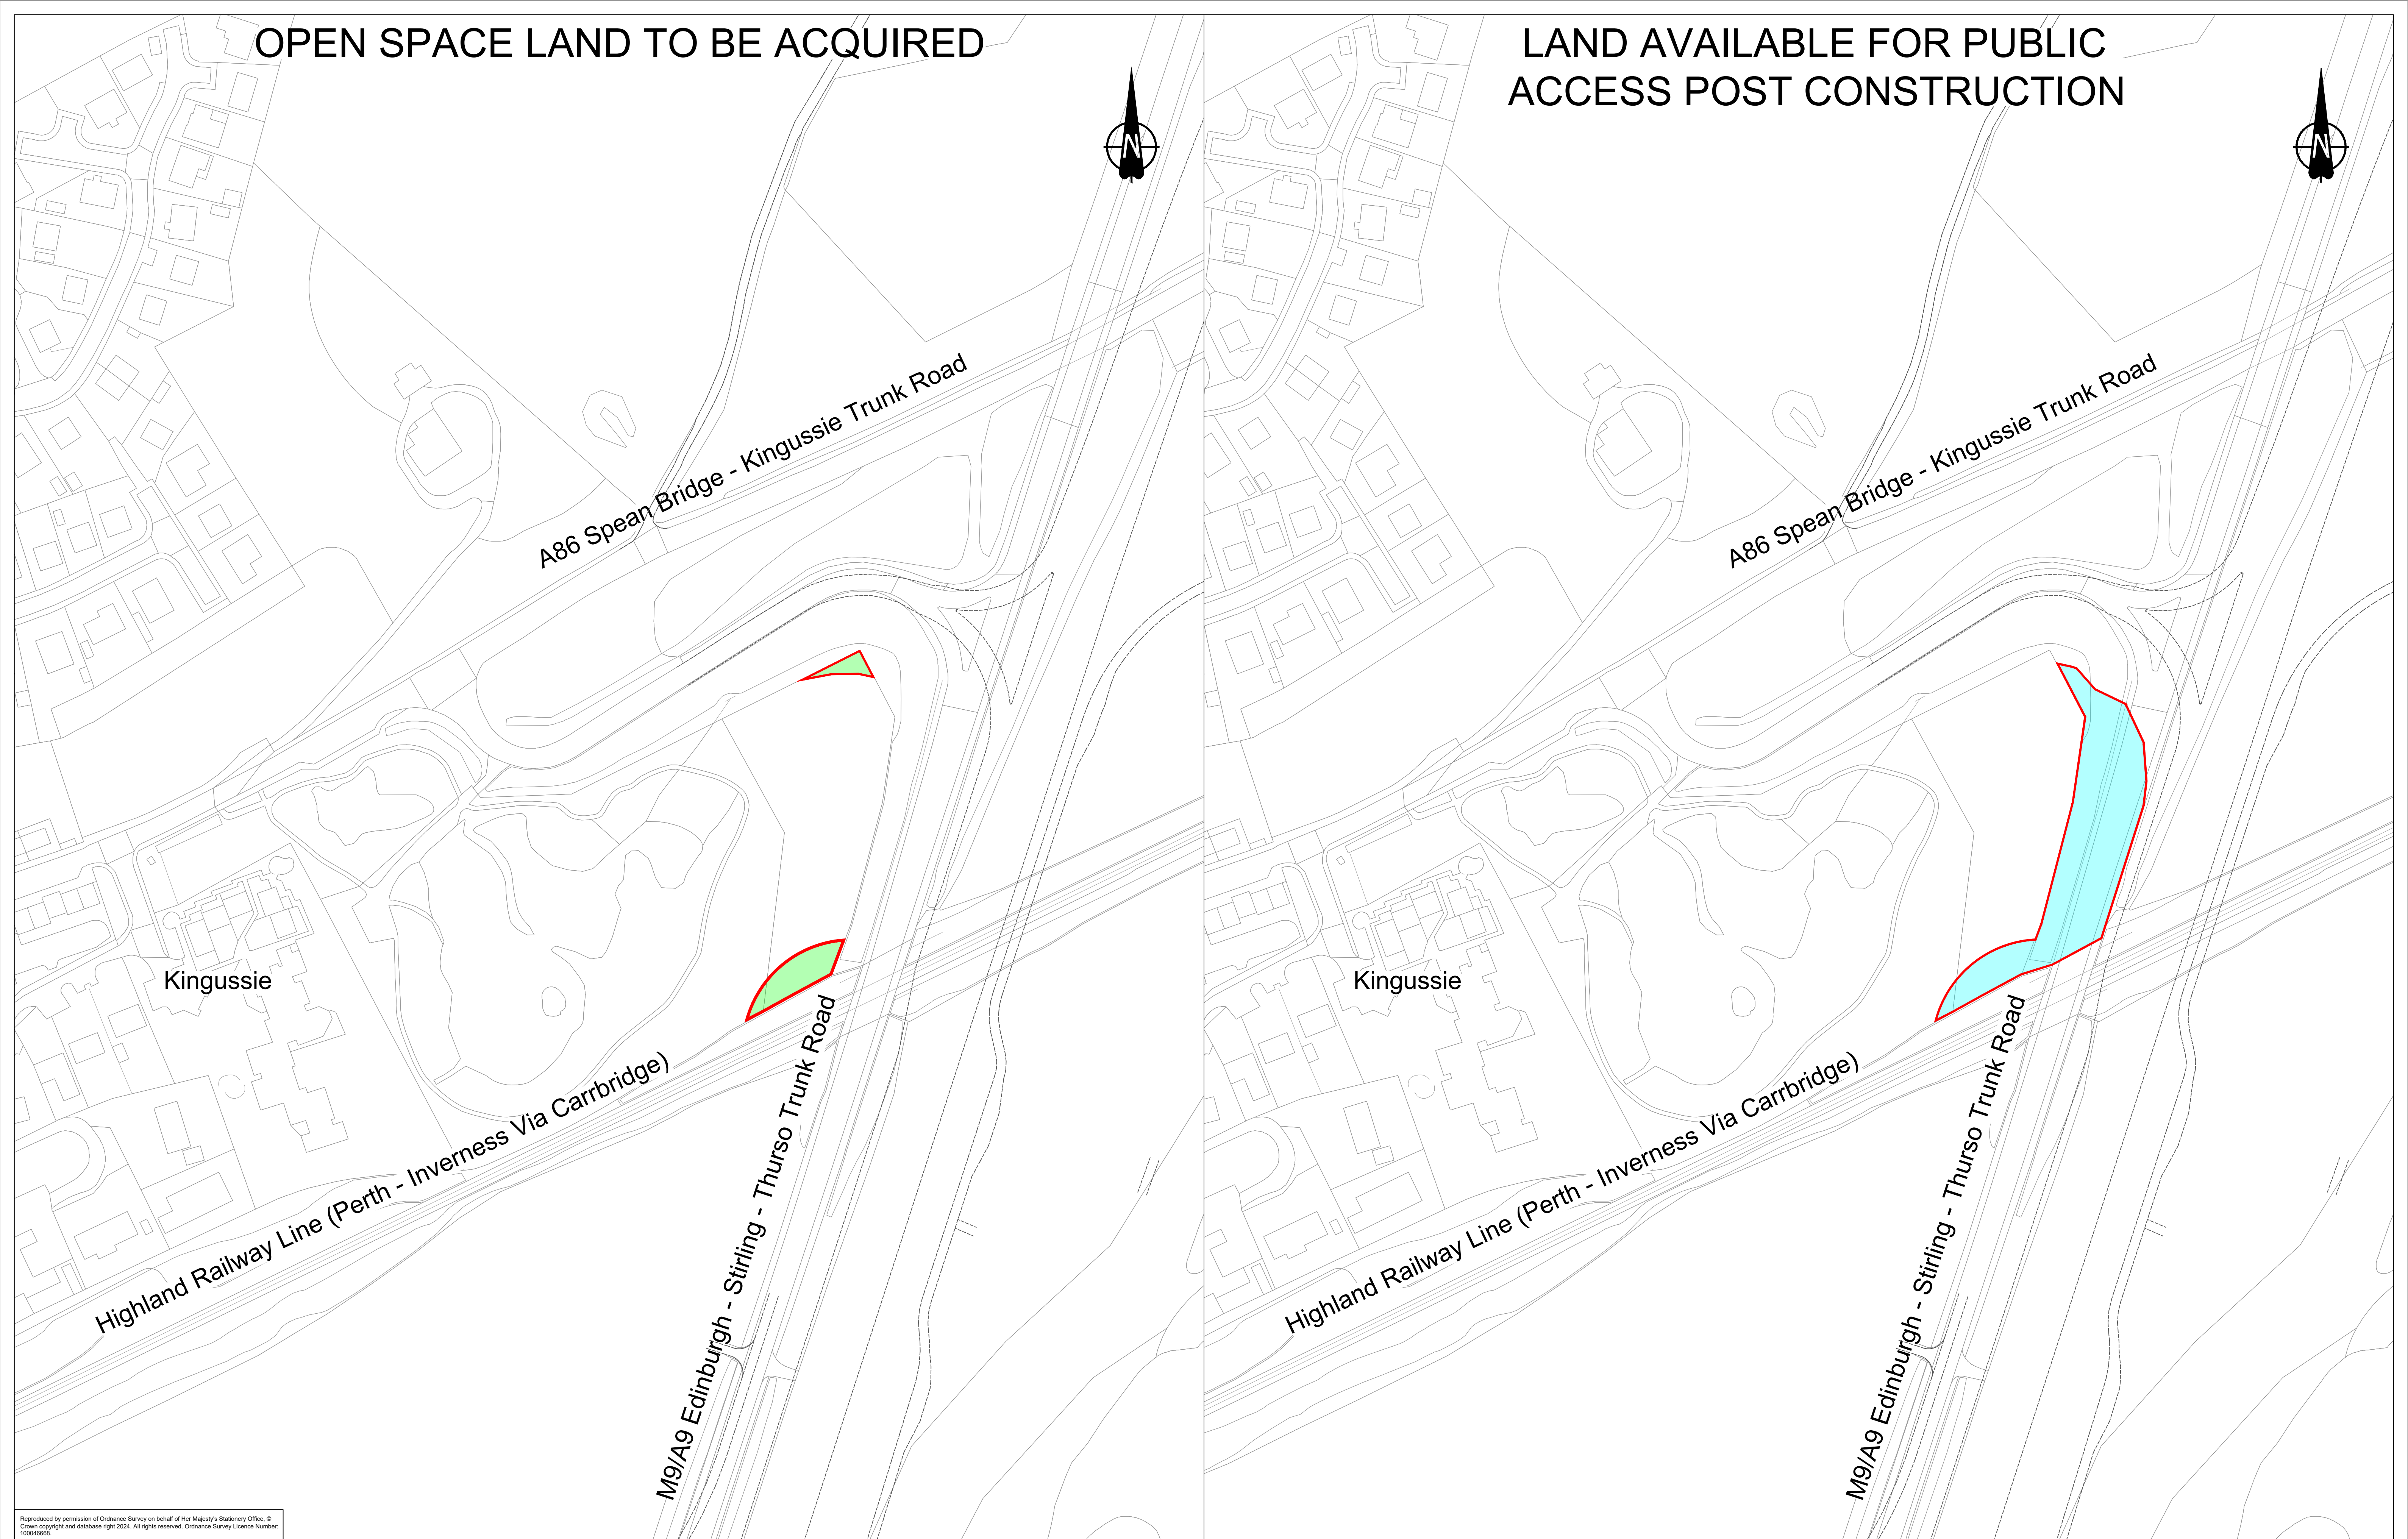 OPEN SPACE LAND TO BE ACQUIRED
N
A86 Spean Bridge - Kingussie Trunk Road
Kingussie
Highland Railway Line (Perth - Inverness Via Carrbridge)
M9/A9 Edinburgh - Stirling - Thurso Trunk Road
Reproduced by permission of Ordnance Survey on behalf of Her Majesty's Stationery Office, ©
Crown copyright and database right 2024. All rights reserved. Ordnance Survey Licence Number:
100046668.
LAND AVAILABLE FOR PUBLIC
ACCESS POST CONSTRUCTION
N
A86 Spean Bridge - Kingussie Trunk Road
Kingussie
Highland Railway Line (Perth - Inverness Via Carrbridge)
M9/A9 Edinburgh - Stirling - Thurso Trunk Road